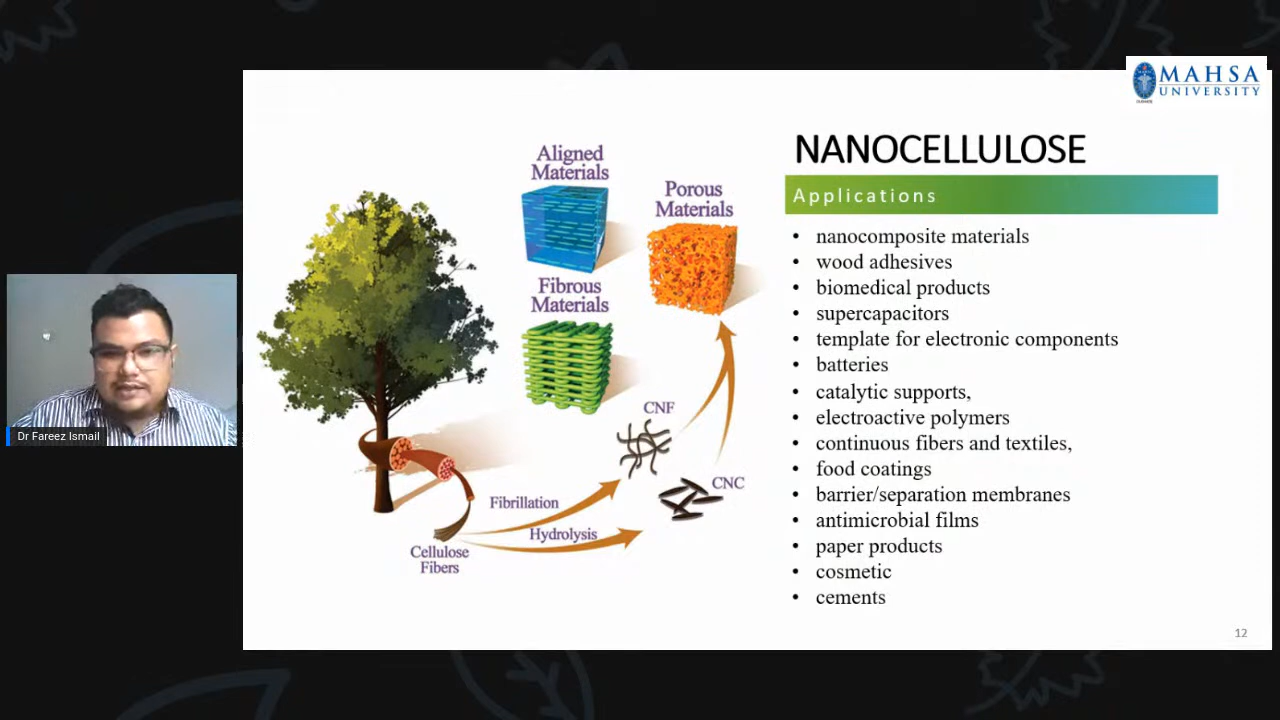 MAHSA
UNIVERSITY
NANOCELLULOSE
Applications
• nanocomposite materials
• wood adhesives
• biomedical products
• supercapacitors
• template for electronic components
• batteries
• catalytic supports,
• electroactive polymers
• continuous fibers and textiles,
• food coatings
• barrier/separation membranes
• antimicrobial films
• paper products
• cosmetic
• cements
Aligned
Materials
Porous
Materials
Fibrous
Materials
CNF
CNC
Fibrillation
Hydrolysis
Cellulose
Fibers
Dr Fareez Ismail
12